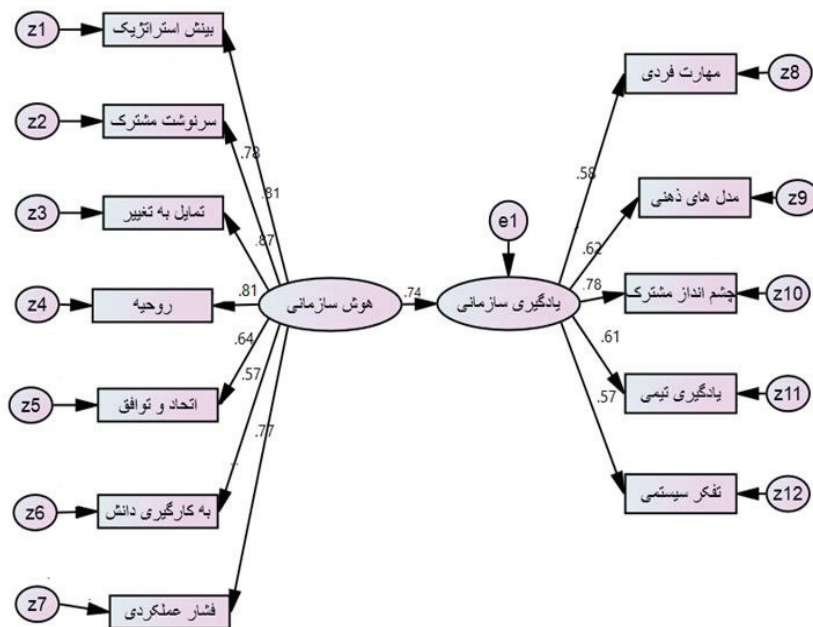 z1
بینش استراتژیک
z2
سرنوشت مشترک
z3
تمایل به تغییر
z4
روحیه
z5
اتحاد و توافق
z6
به کارگیری دانش
z7
فشار عملکردی
.81
.78
.87
.81
.64
.57
.77
هوش سازمانی
.74
e1
یادگیری سازمانی
.58
.62
.78
.61
.57
مهارت فردی
z8
مدل های ذهنی
z9
چشم انداز مشترک
z10
یادگیری تیمی
z11
تفکر سیستمی
z12